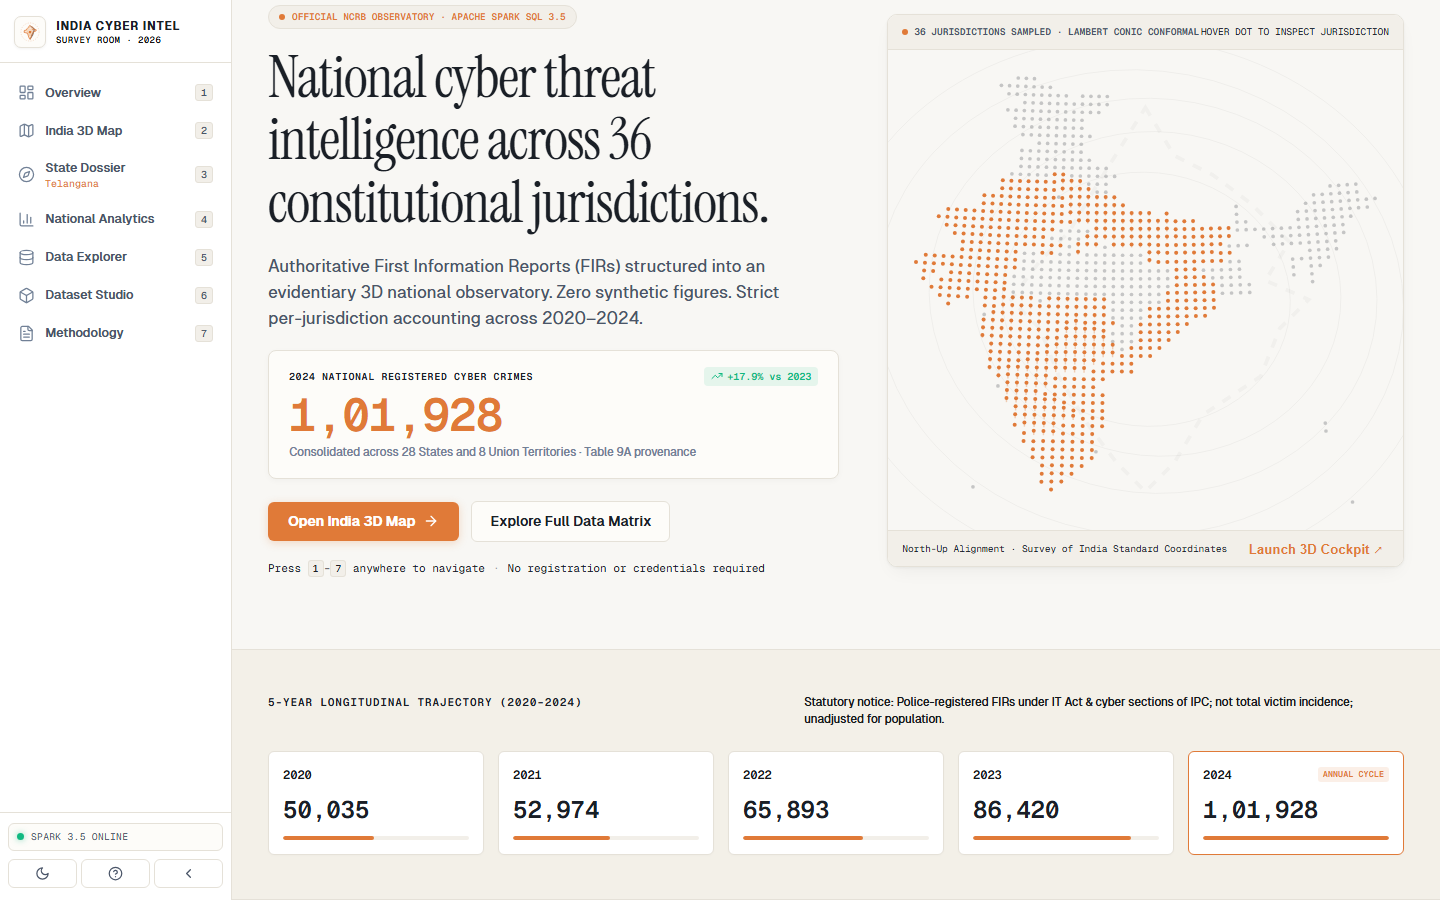 INDIA CYBER INTEL
SURVEY ROOM · 2026
Overview 1
India 3D Map 2
State Dossier 3
Telangana
National Analytics 4
Data Explorer 5
Dataset Studio 6
Methodology 7
SPARK 3.5 ONLINE
OFFICIAL NCRB OBSERVATORY · APACHE SPARK SQL 3.5
National cyber threat
intelligence across 36
constitutional jurisdictions.
Authoritative First Information Reports (FIRs) structured into an
evidentiary 3D national observatory. Zero synthetic figures. Strict
per-jurisdiction accounting across 2020–2024.
2024 NATIONAL REGISTERED CYBER CRIMES
+17.9% vs 2023
1,01,928
Consolidated across 28 States and 8 Union Territories · Table 9A provenance
Open India 3D Map →
Explore Full Data Matrix
Press 1–7 anywhere to navigate · No registration or credentials required
36 JURISDICTIONS SAMPLED · LAMBERT CONIC CONFORMAL
HOVER DOT TO INSPECT JURISDICTION
North-Up Alignment · Survey of India Standard Coordinates
Launch 3D Cockpit ↗
5-YEAR LONGITUDINAL TRAJECTORY (2020–2024)
Statutory notice: Police-registered FIRs under IT Act & cyber sections of IPC; not total victim incidence;
unadjusted for population.
2020
50,035
2021
52,974
2022
65,893
2023
86,420
2024
ANNUAL CYCLE
1,01,928